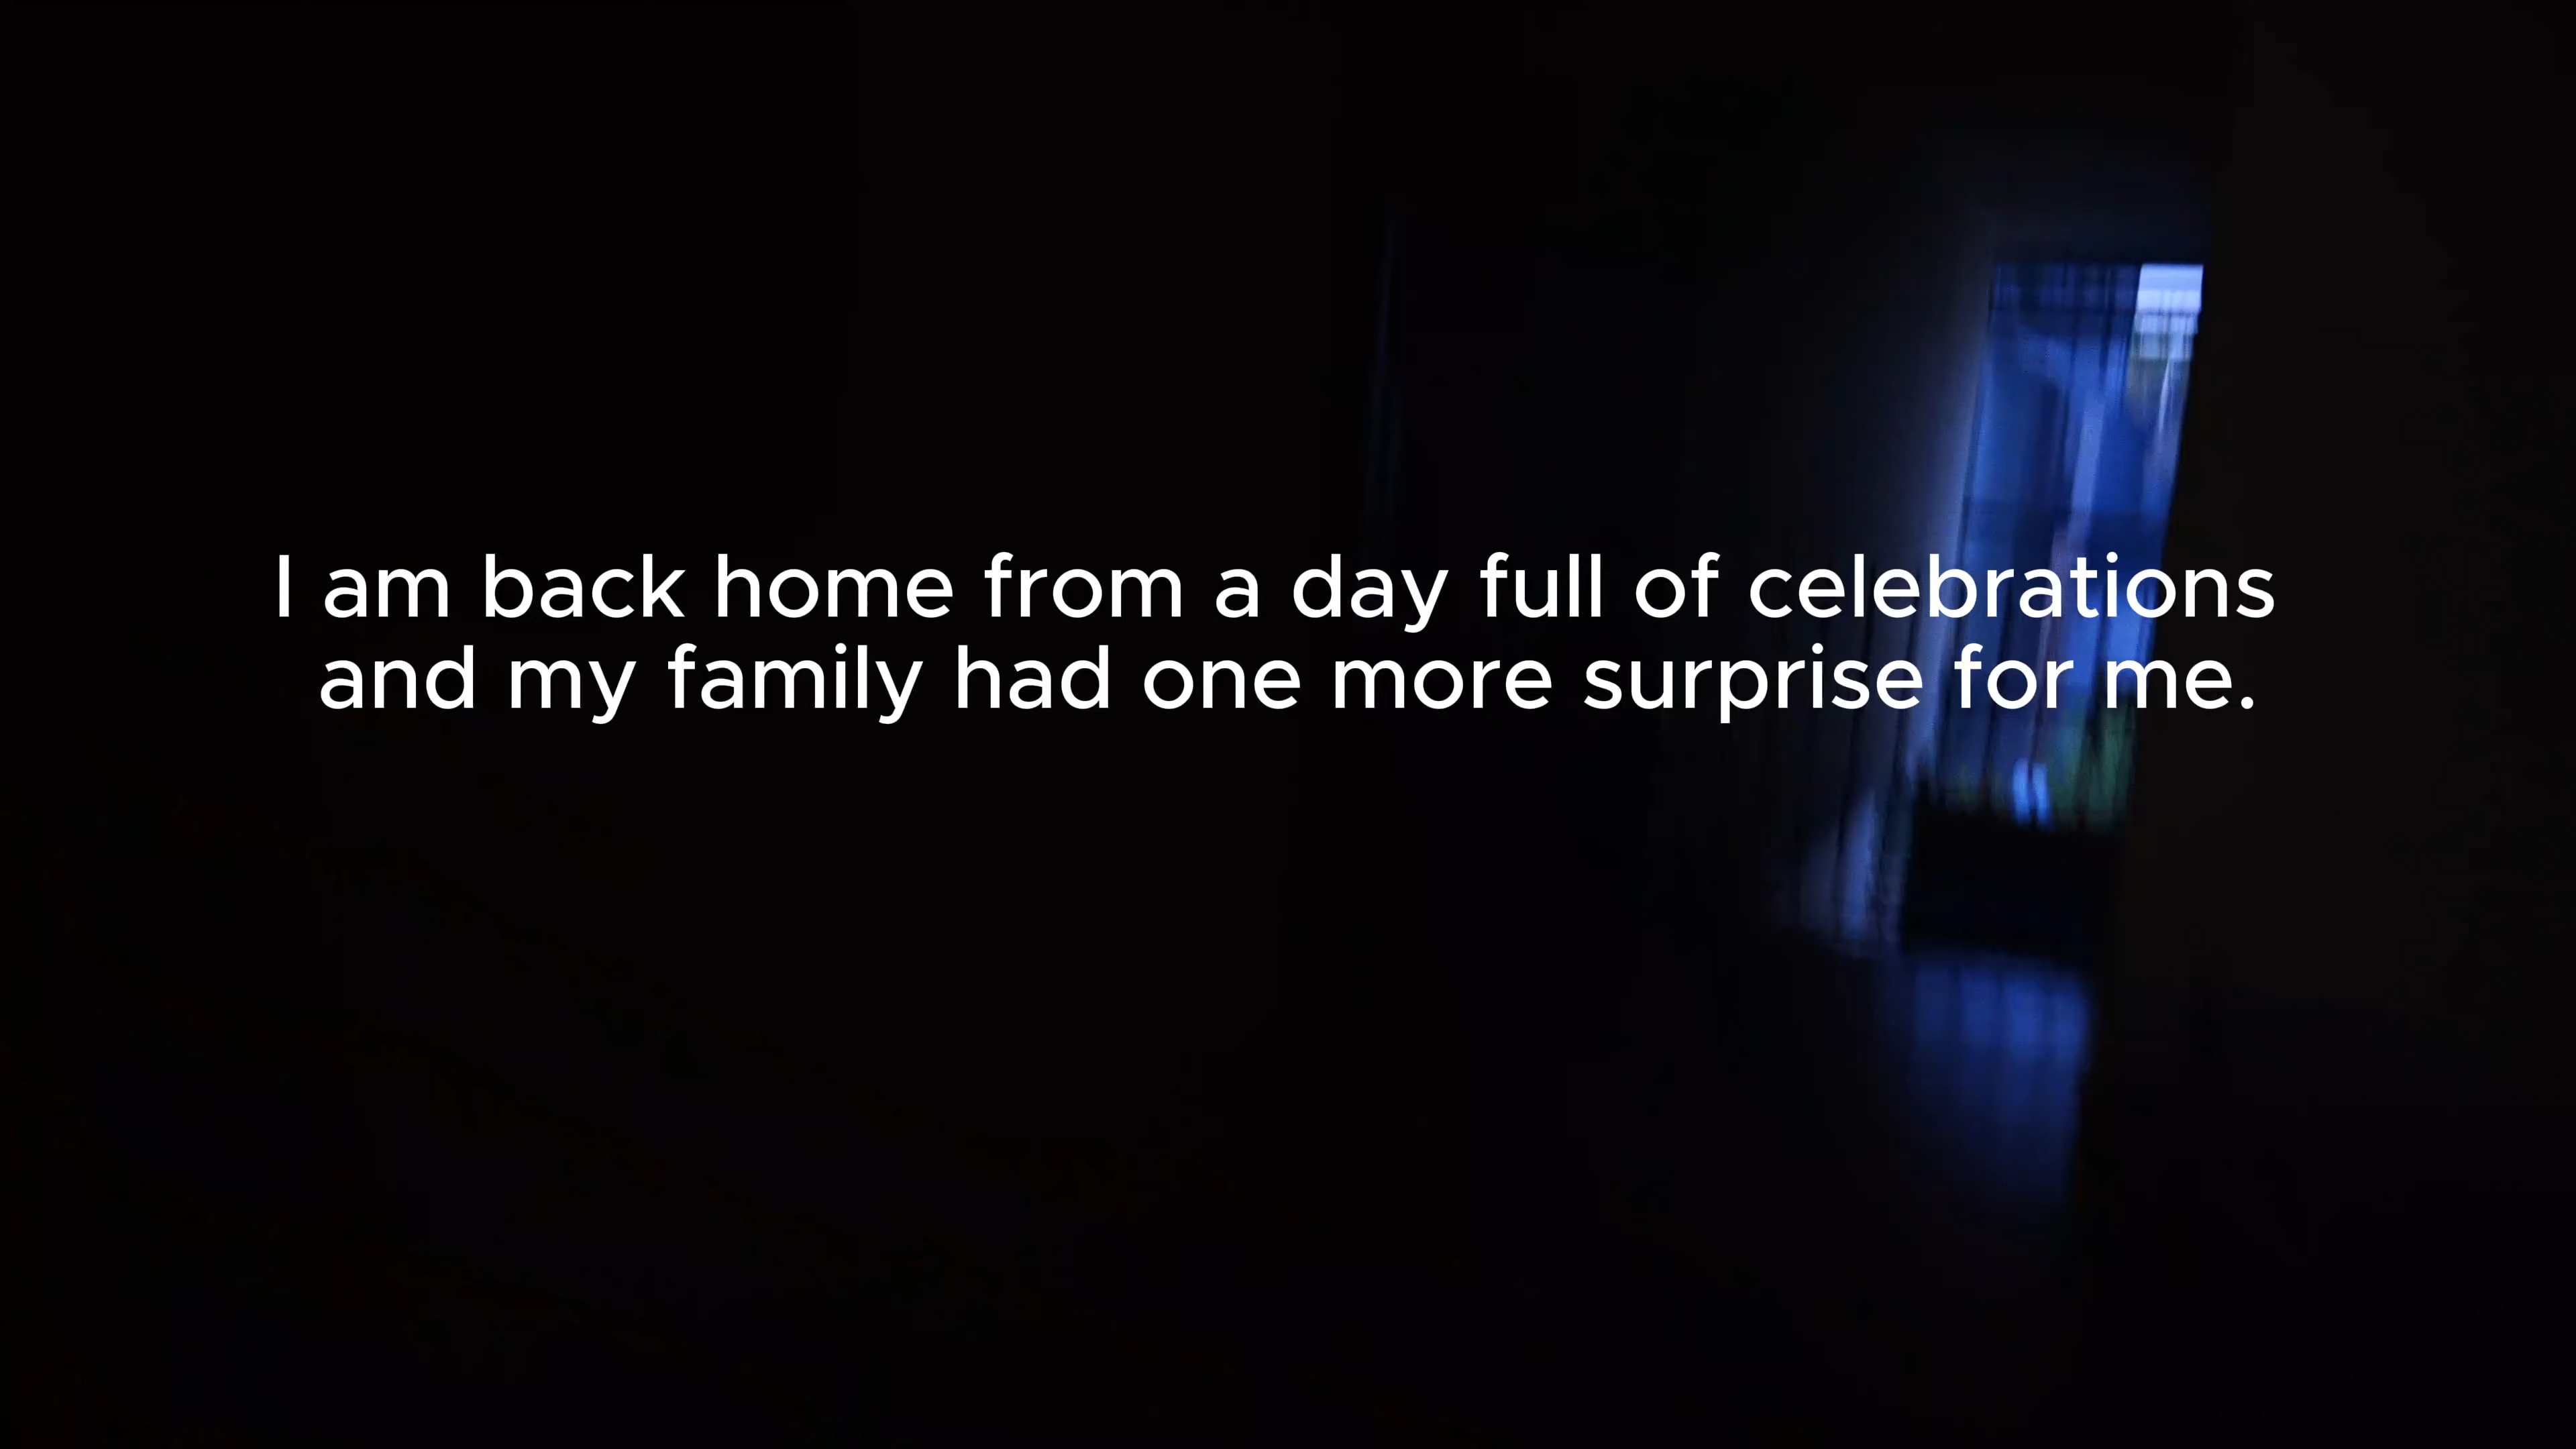 I am back home from a day full of celebrations
and my family had one more surprise for me.